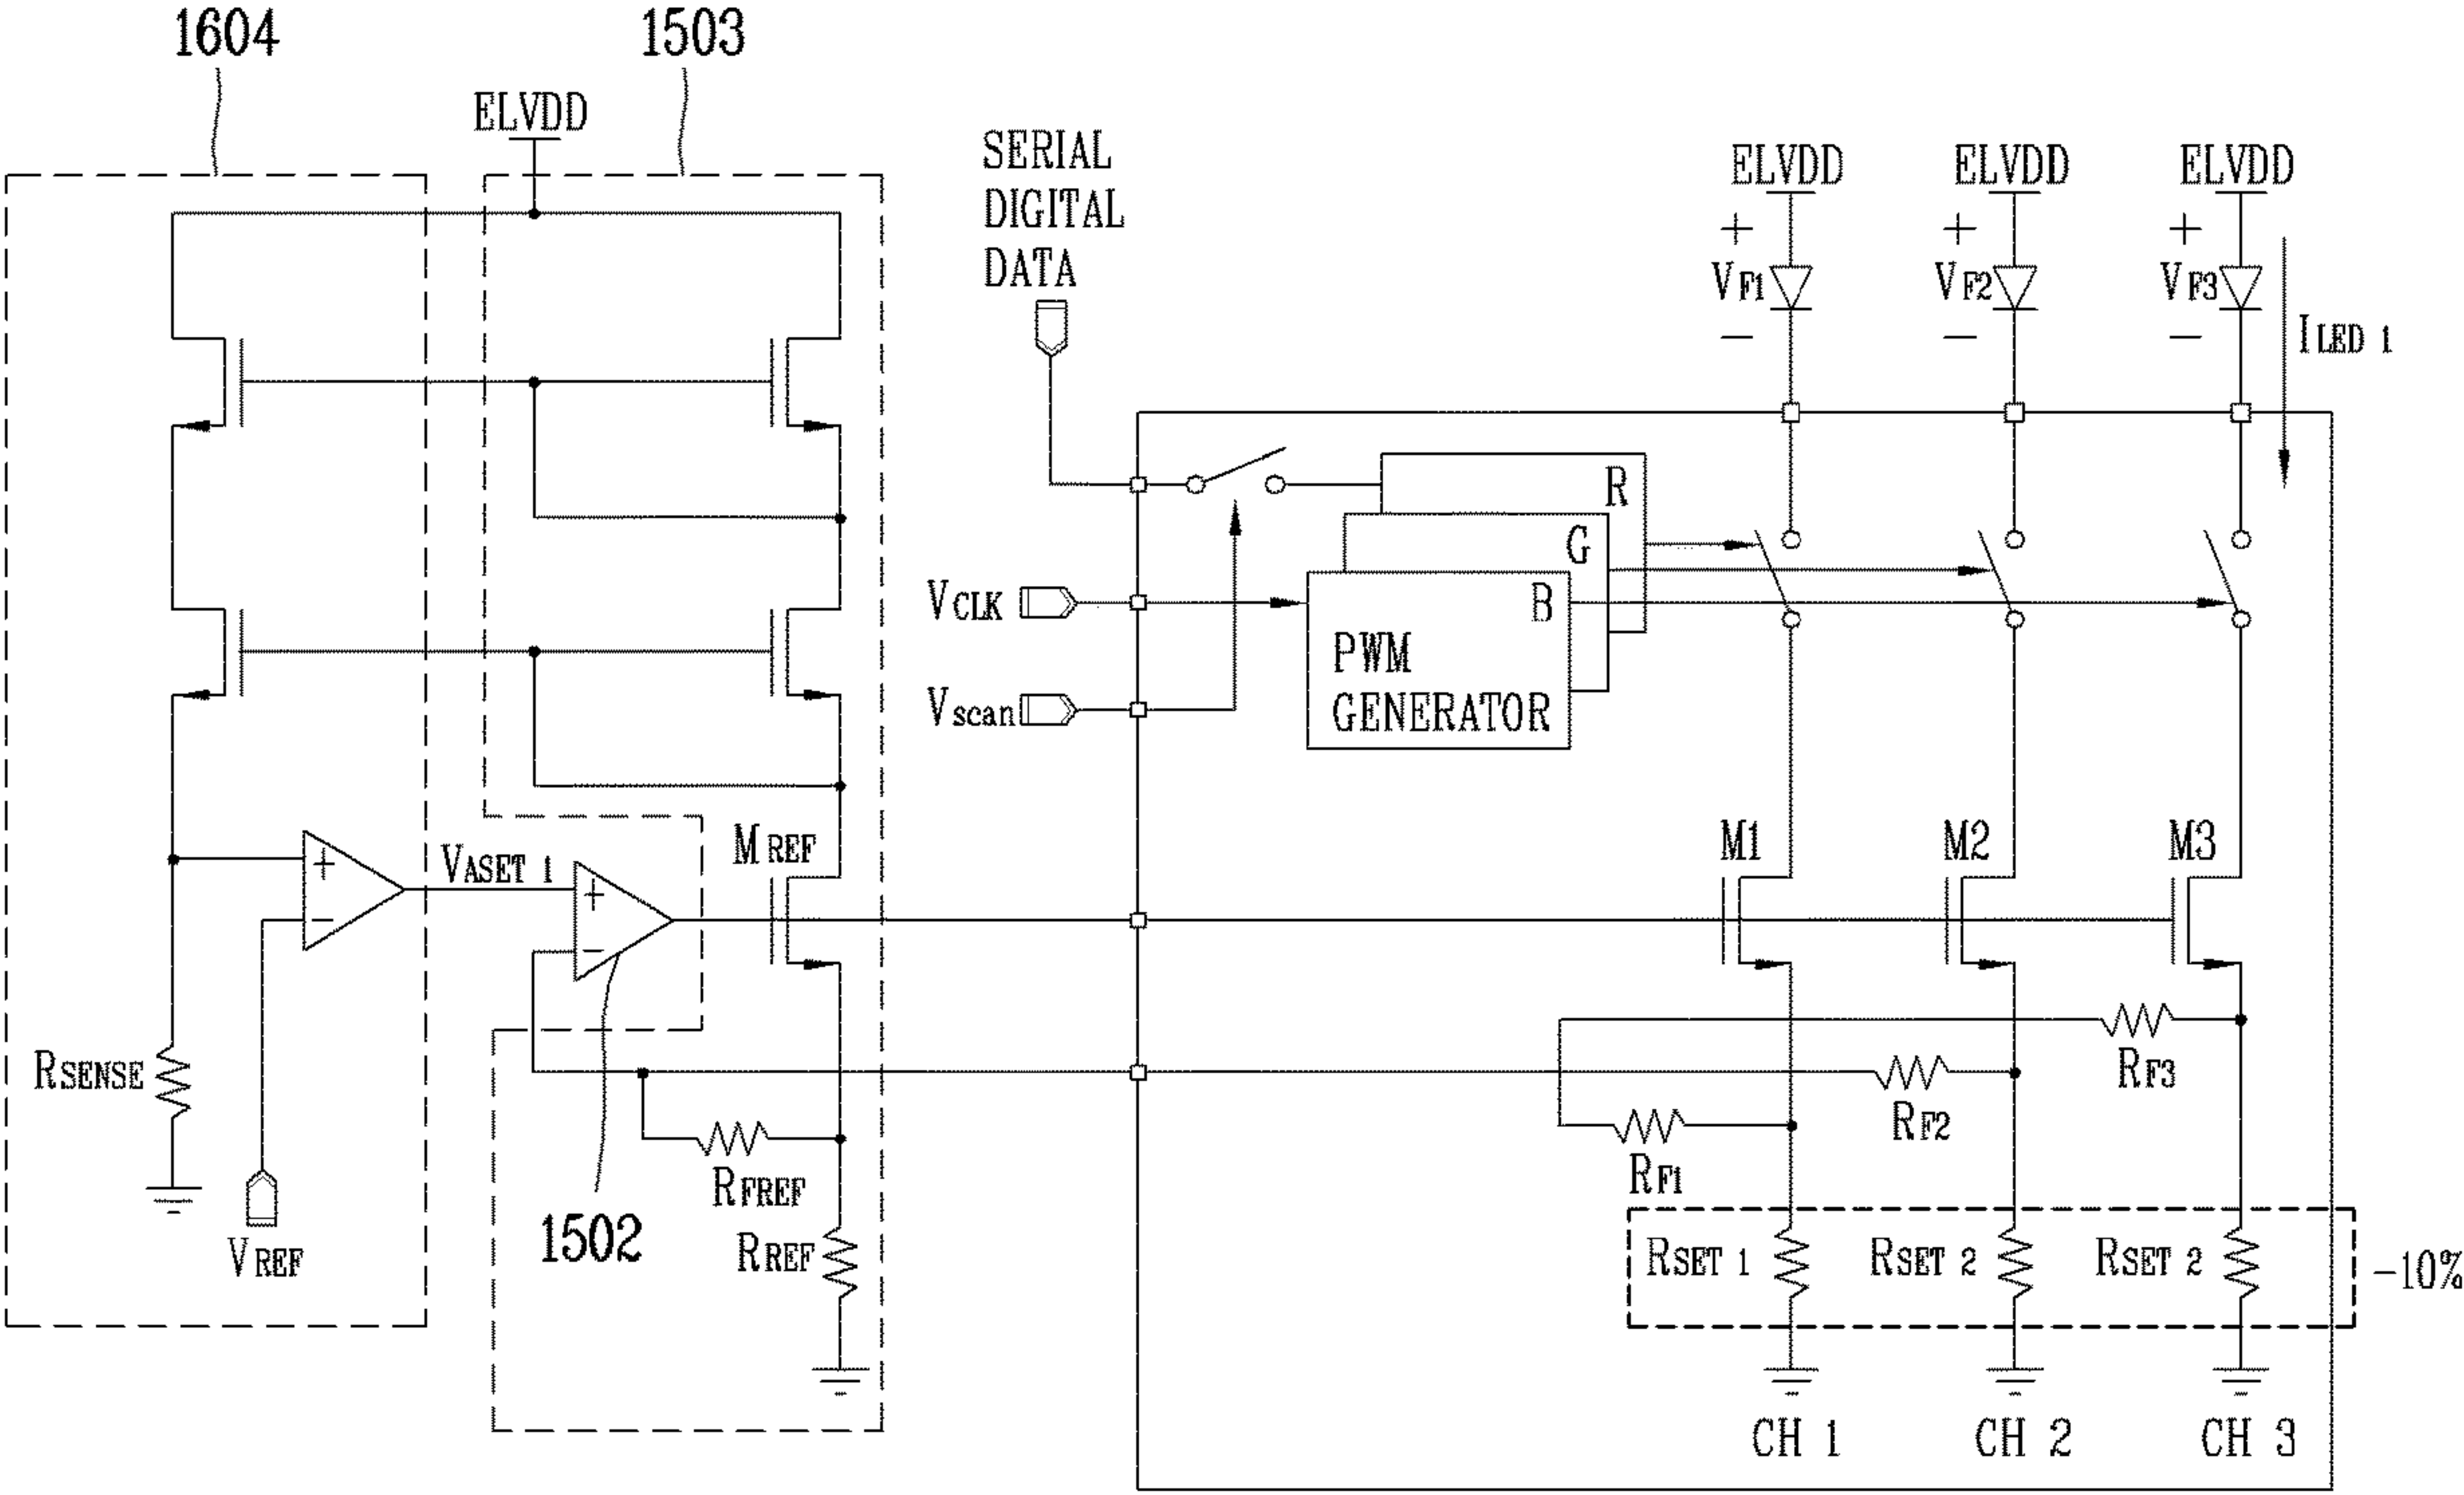 1604
1503
ELVDD
SERIAL
DIGITAL
DATA
ELVDD
ELVDD
ELVDD
+
+
+
VF1
VF2
VF3
−
−
−
ILED 1
R
G
B
PWM
GENERATOR
VCLK
Vscan
MREF
M1
M2
M3
+
−
VASET 1
+
−
RSENSE
VREF
RFREF
1502
RREF
RF3
RF2
RF1
RSET 1
RSET 2
RSET 2
−10%
CH 1
CH 2
CH 3